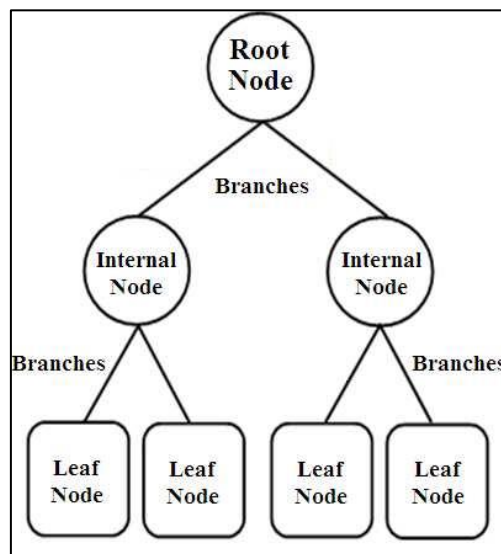 Root
Node
Branches
Internal
Node
Internal
Node
Branches
Branches
Leaf
Node
Leaf
Node
Leaf
Node
Leaf
Node